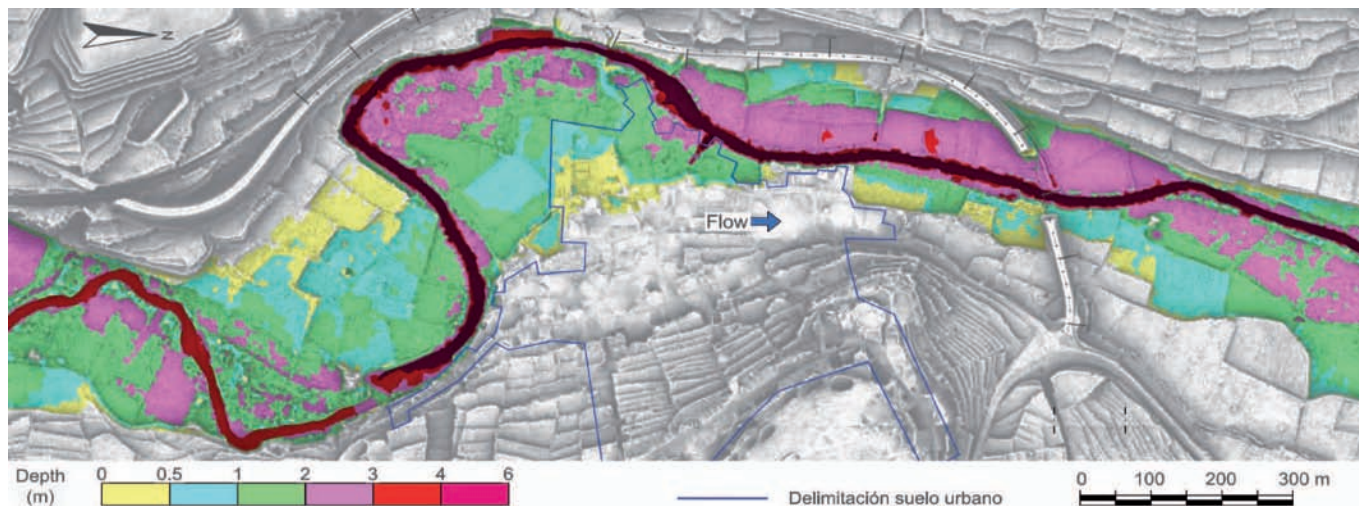 N
Flow
Depth
(m)
0 0.5 1 2 3 4 6
Delimitación suelo urbano
0 100 200 300 m